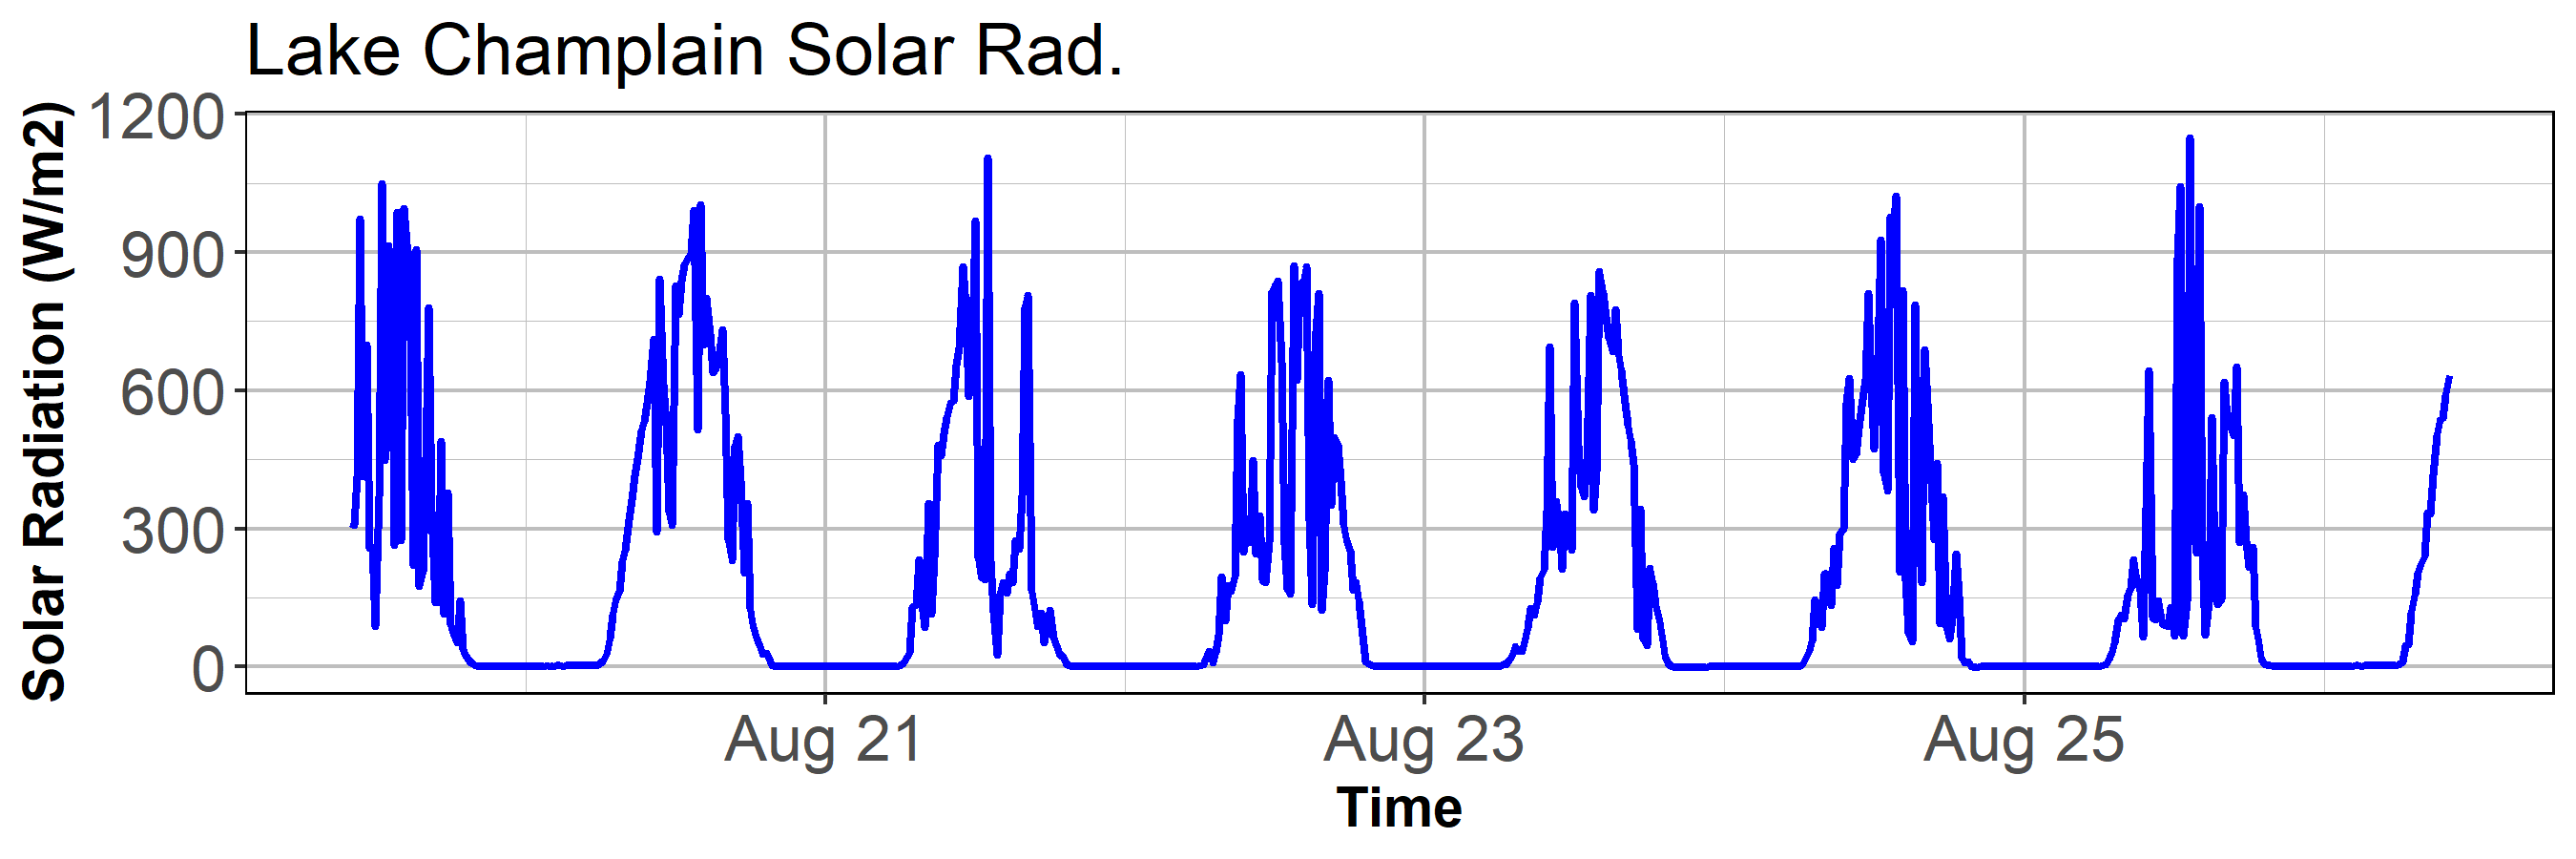 Lake Champlain Solar Rad.
Solar Radiation (W/m2)
1200
900
600
300
0
Aug 21
Aug 23
Aug 25
Time